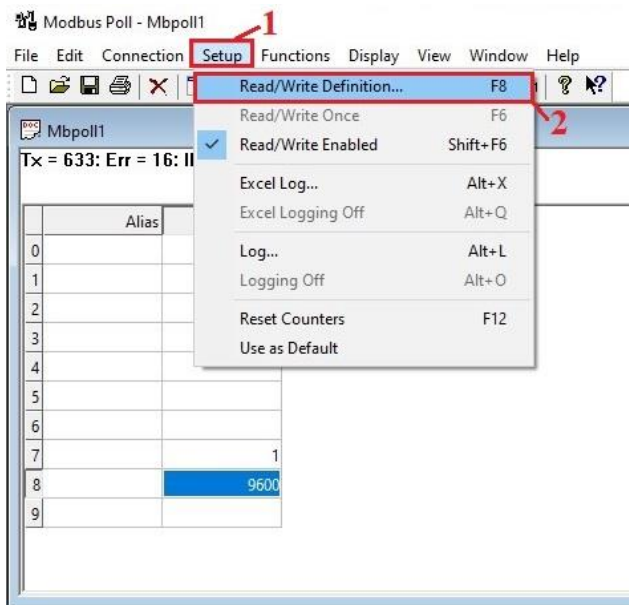 Modbus Poll - Mbpoll1
1
File Edit Connection Setup Functions Display View Window Help
Read/Write Definition... F8
2
Read/Write Once F6
Mbpoll1
Read/Write Enabled Shift+F6
Tx = 633: Err = 16:
Excel Log... Alt+X
Alias
Excel Logging Off Alt+Q
0
Log... Alt+L
1
Logging Off Alt+O
2
Reset Counters F12
3
Use as Default
4
5
6
7 1
8 9600
9